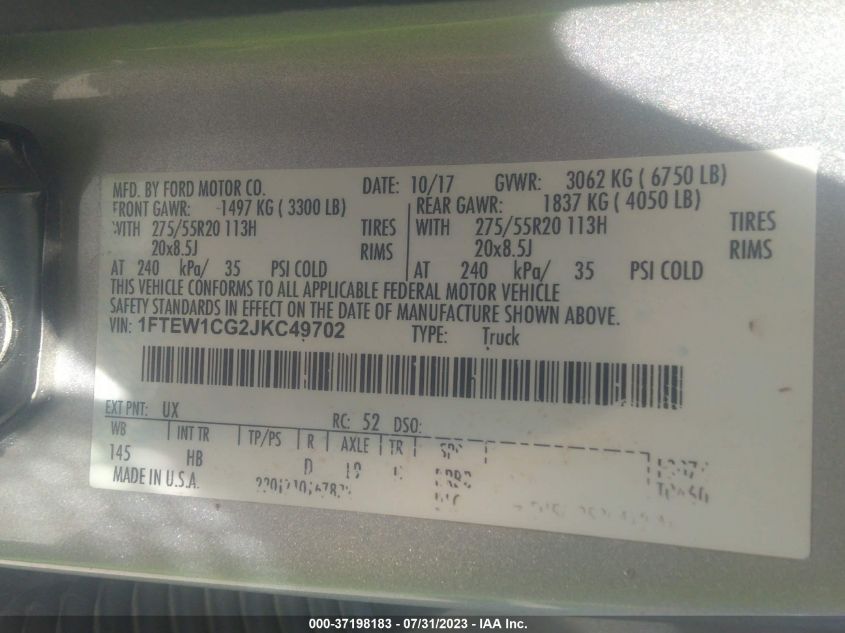 MFD. BY FORD MOTOR CO. DATE: 10/17 GVWR: 3062 KG ( 6750 LB)
FRONT GAWR: 1497 KG ( 3300 LB) REAR GAWR: 1837 KG ( 4050 LB)
WITH 275/55R20 113H TIRES WITH 275/55R20 113H TIRES
20x8.5J RIMS 20x8.5J RIMS
AT 240 kPa/ 35 PSI COLD AT 240 kPa/ 35 PSI COLD
THIS VEHICLE CONFORMS TO ALL APPLICABLE FEDERAL MOTOR VEHICLE
SAFETY STANDARDS IN EFFECT ON THE DATE OF MANUFACTURE SHOWN ABOVE.
VIN: 1FTEW1CG2JKC49702 TYPE: Truck
EXT PNT: UX RC: 52 DSO:
WB INT TR TP/PS R AXLE TR SPR
145 HB D 19
MADE IN U.S.A.
000-37198183 - 07/31/2023 - IAA Inc.